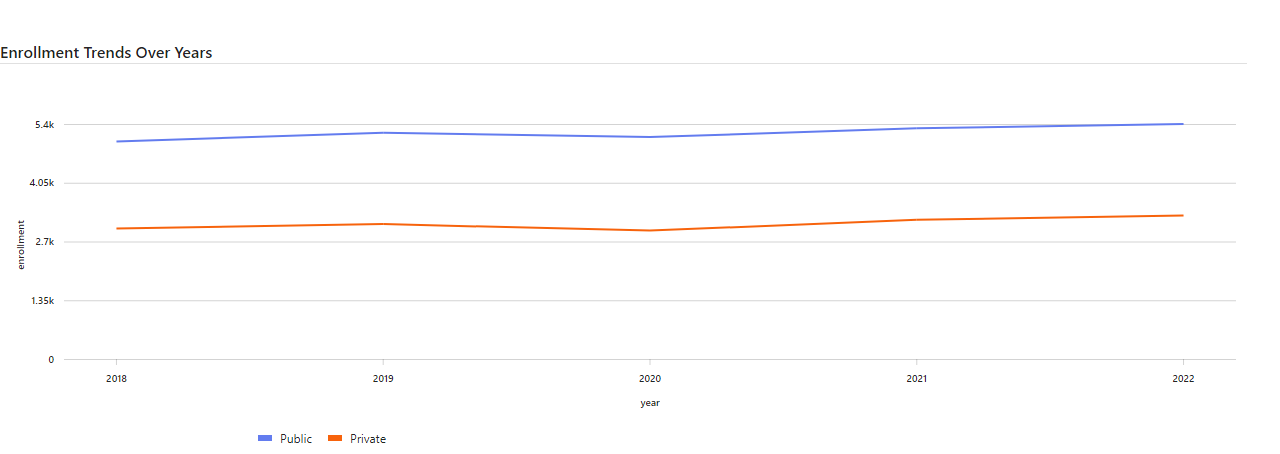 Enrollment Trends Over Years
5.4k
4.05k
2.7k
1.35k
0
enrollment
2018 2019 2020 2021 2022
year
Public Private